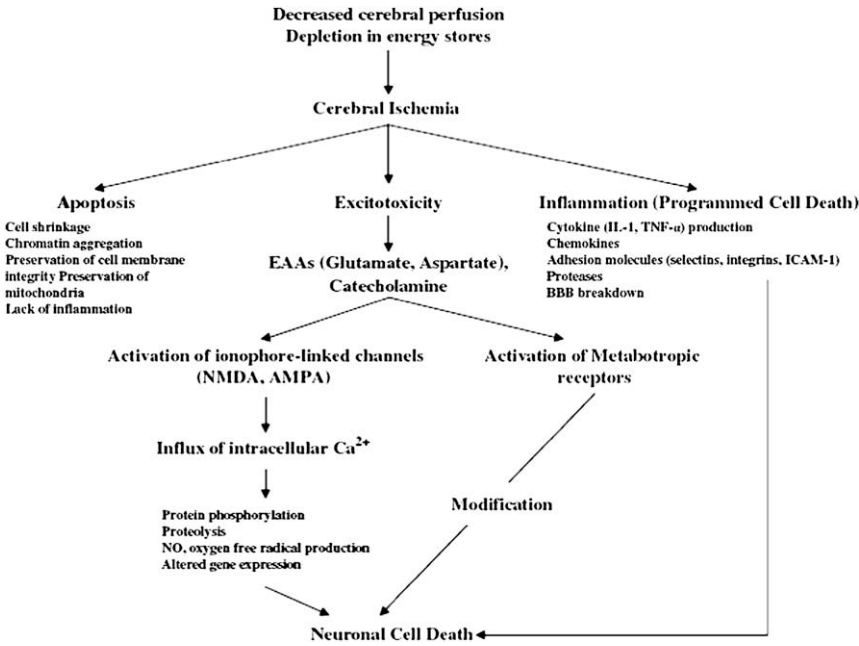 Decreased cerebral perfusion
Depletion in energy stores
Cerebral Ischemia
Apoptosis
Cell shrinkage
Chromatin aggregation
Preservation of cell membrane
integrity Preservation of
mitochondria
Lack of inflammation
Excitotoxicity
EAAs (Glutamate, Aspartate),
Catecholamine
Inflammation (Programmed Cell Death)
Cytokine (IL-1, TNF-α) production
Chemokines
Adhesion molecules (selectins, integrins, ICAM-1)
Proteases
BBB breakdown
Activation of ionophore-linked channels
(NMDA, AMPA)
Activation of Metabotropic
receptors
Influx of intracellular Ca²⁺
Modification
Protein phosphorylation
Proteolysis
NO, oxygen free radical production
Altered gene expression
Neuronal Cell Death